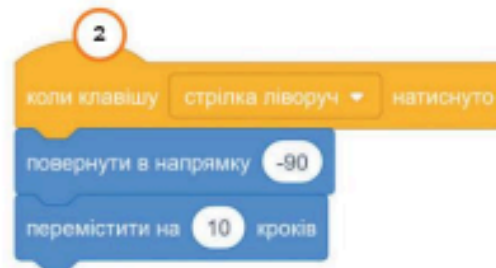 2
коли клавішу стрілка ліворуч натиснуто
повернути в напрямку -90
перемістити на 10 кроків